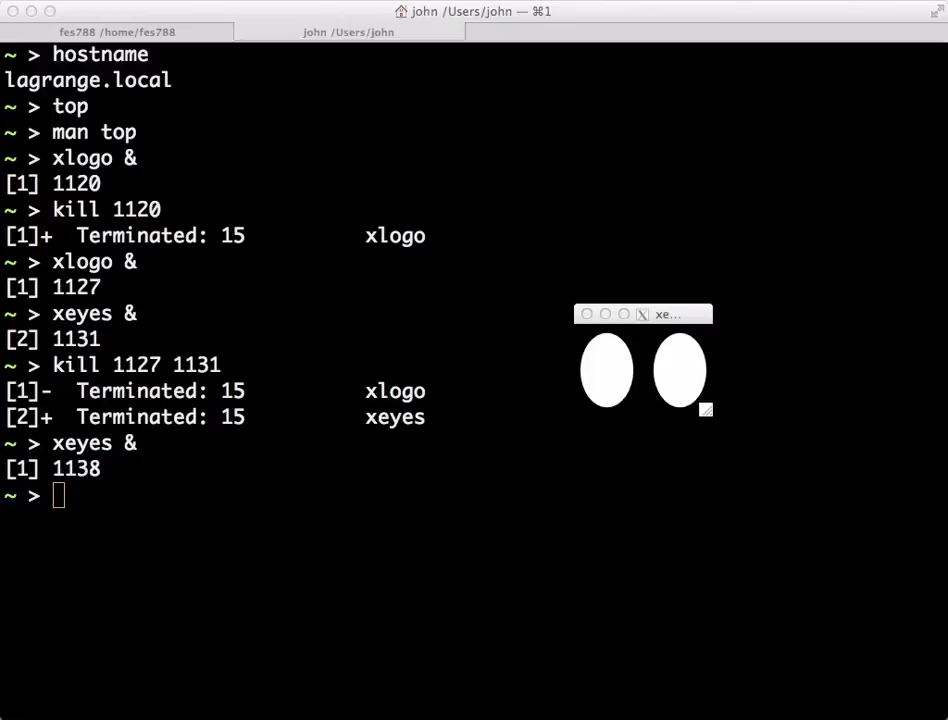 john /Users/john — ⌘1
fes788 /home/fes788
john /Users/john
~ > hostname
lagrange.local
~ > top
~ > man top
~ > xlogo &
[1] 1120
~ > kill 1120
[1]+  Terminated: 15          xlogo
~ > xlogo &
[1] 1127
~ > xeyes &
[2] 1131
~ > kill 1127 1131
[1]-  Terminated: 15          xlogo
[2]+  Terminated: 15          xeyes
~ > xeyes &
[1] 1138
~ >
X xe...